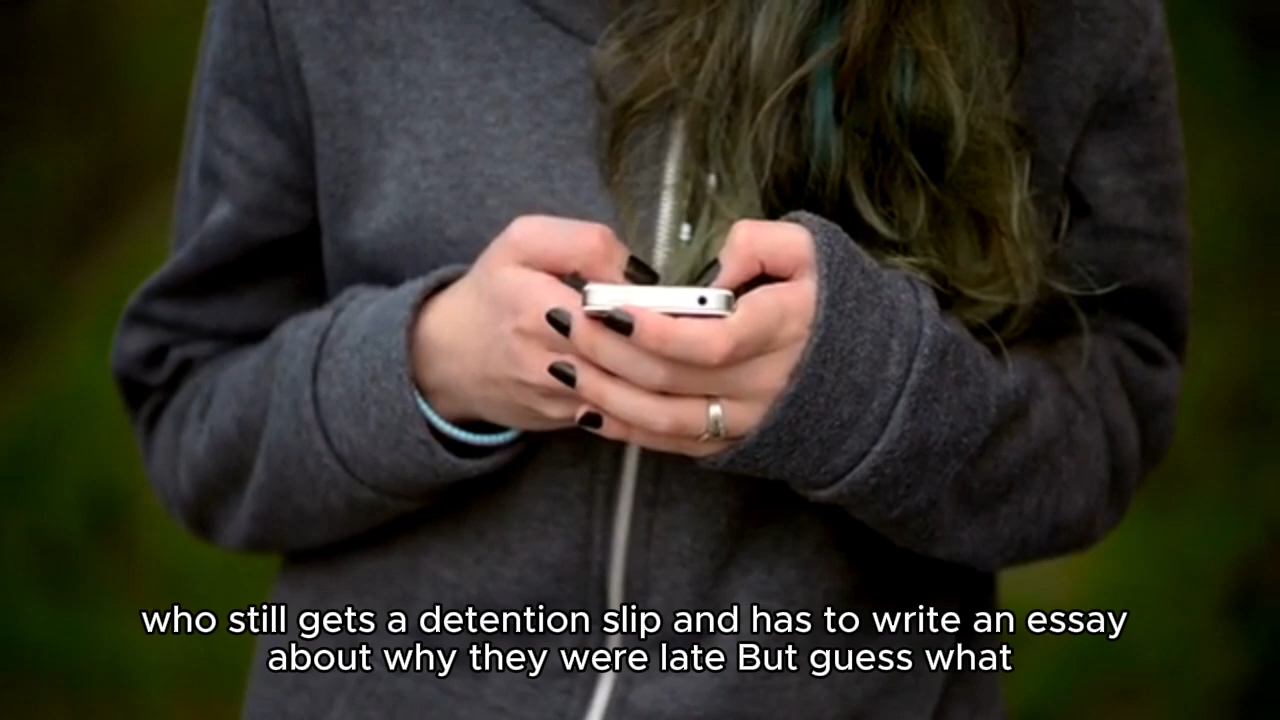 who still gets a detention slip and has to write an essay
about why they were late But guess what